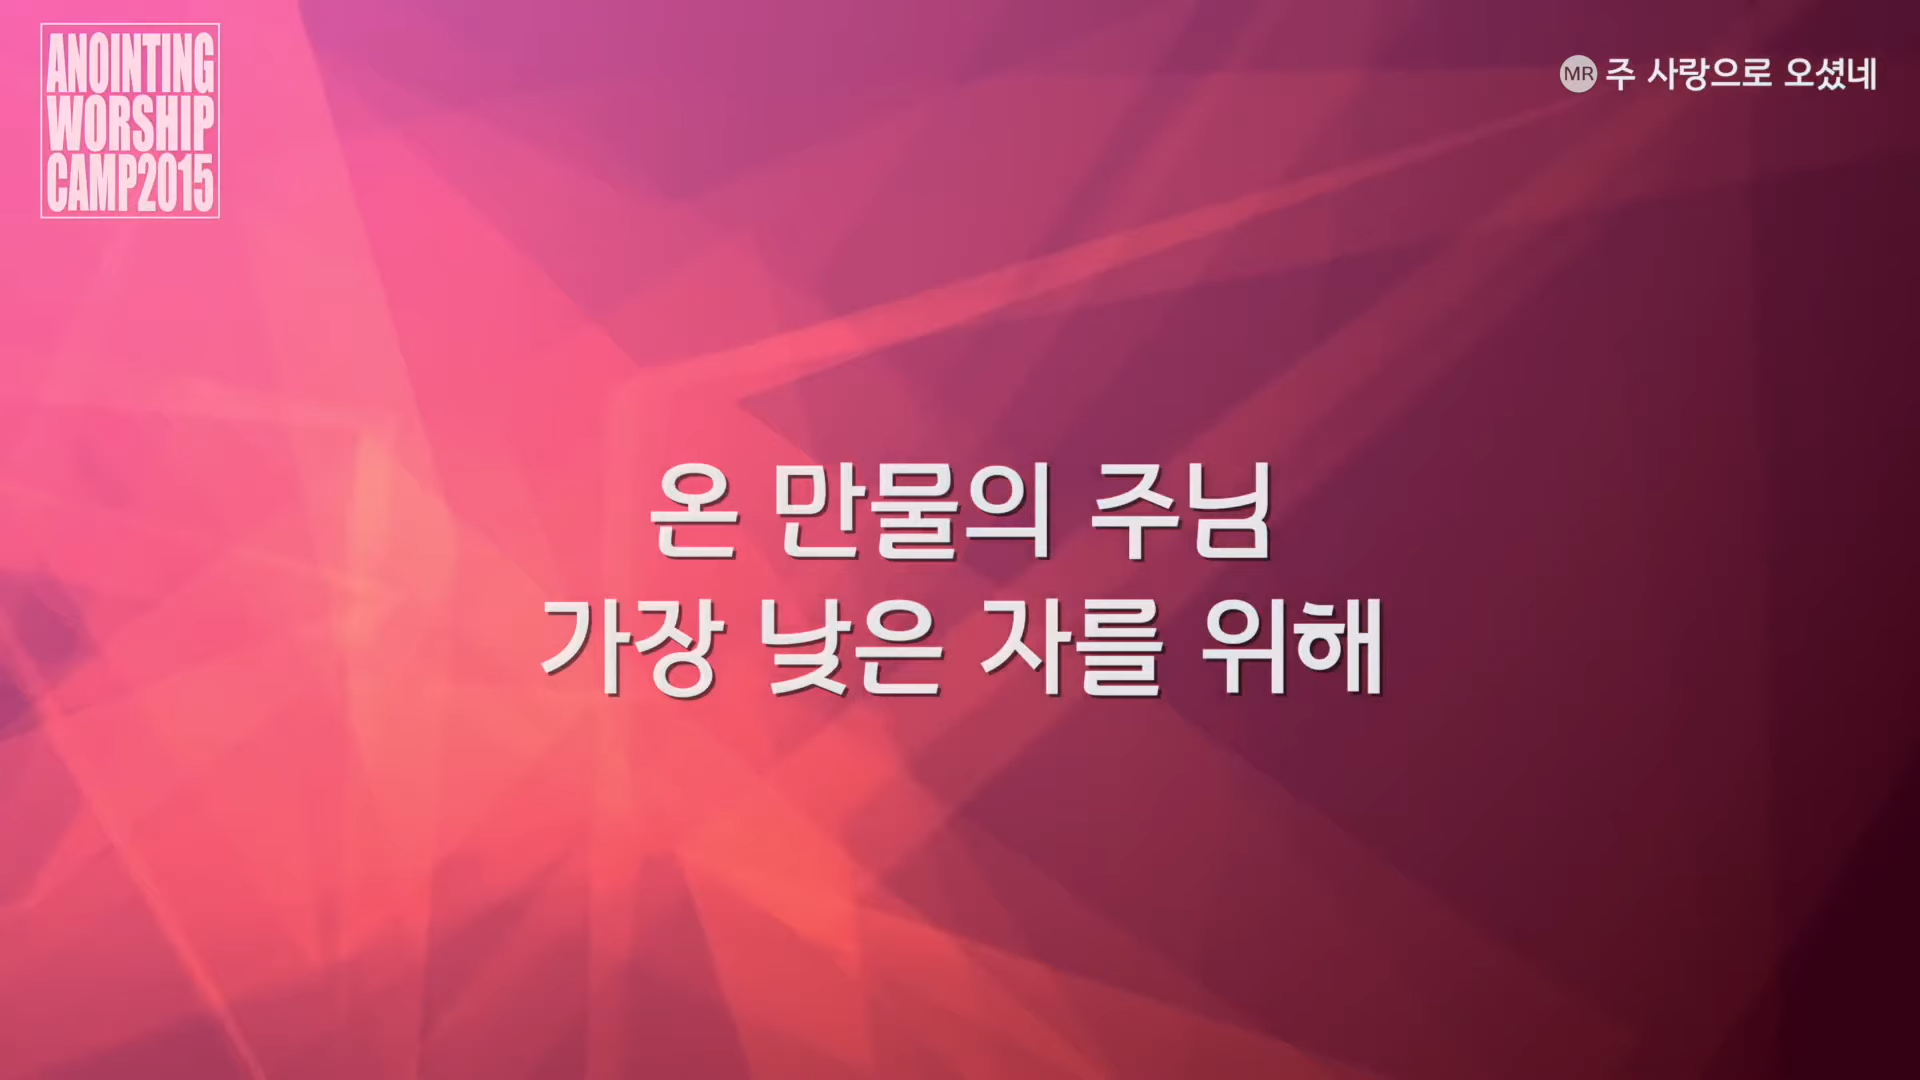 ANOINTING
WORSHIP
CAMP2015
MR 주 사랑으로 오셨네
온 만물의 주님
가장 낮은 자를 위해